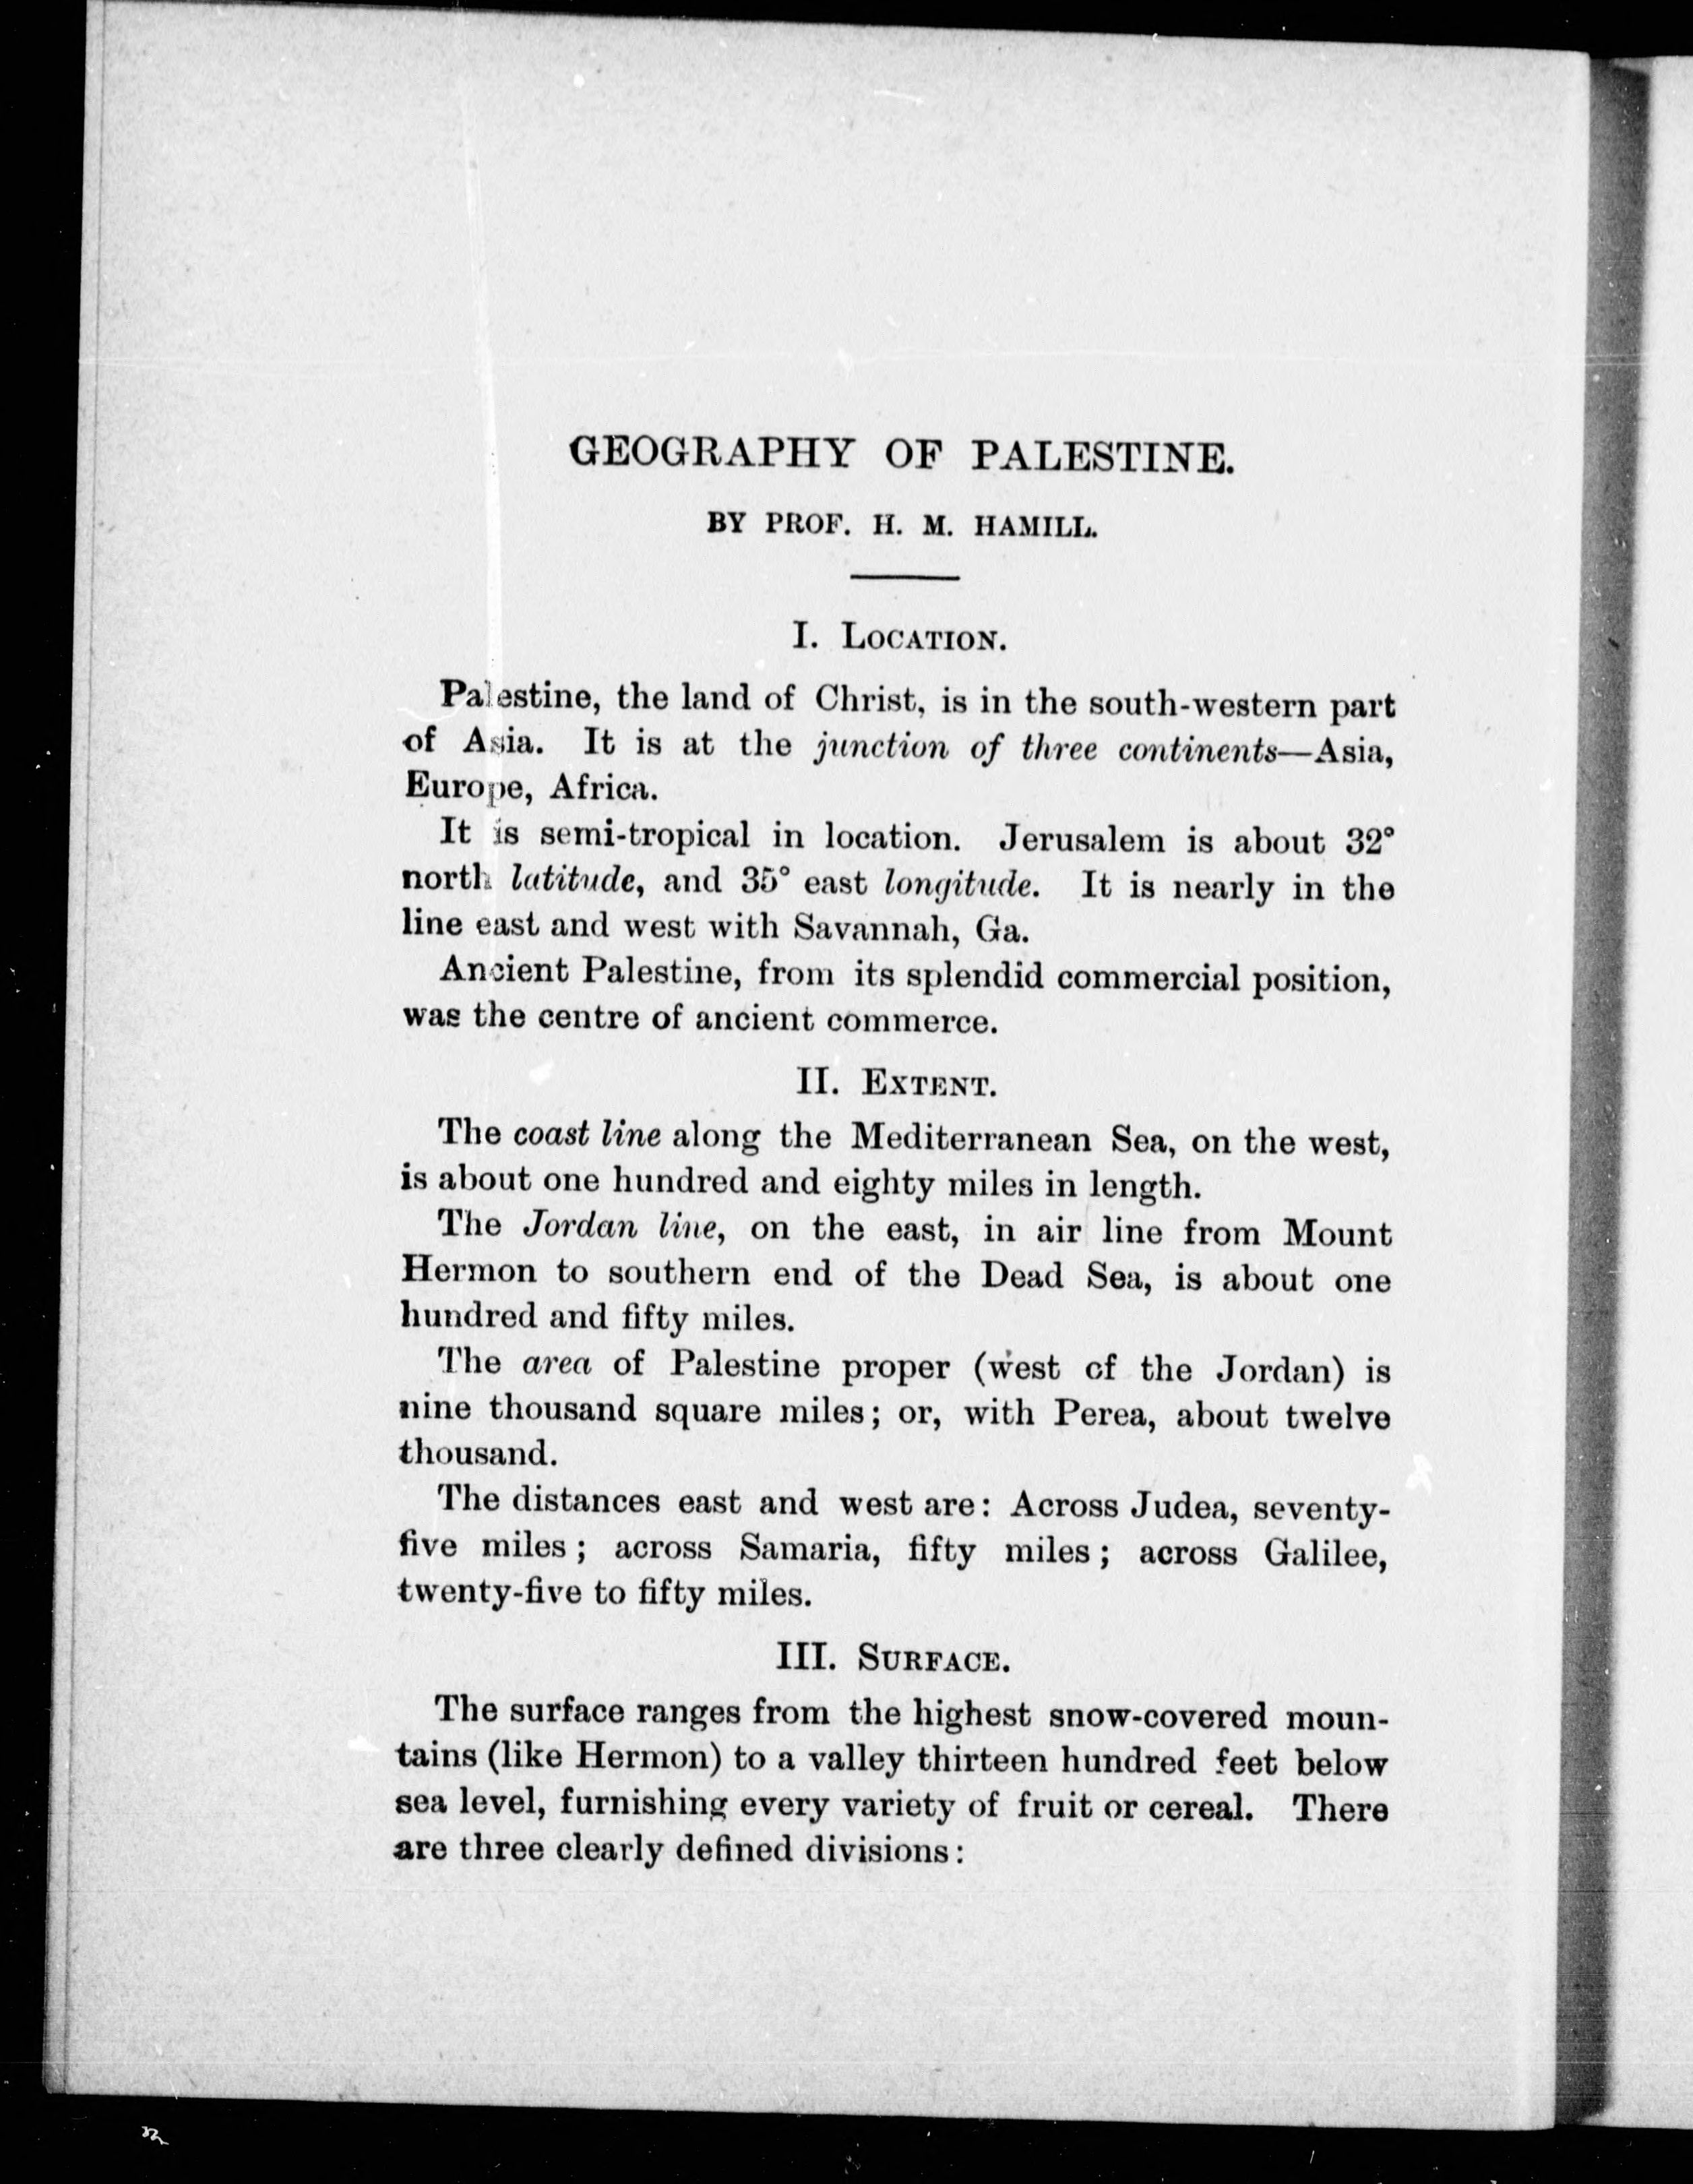 GEOGRAPHY OF PALESTINE.
BY PROF. H. M. HAMILL.
I. LOCATION.
Palestine, the land of Christ, is in the south-western part
of Asia. It is at the junction of three continents—Asia,
Europe, Africa.
It is semi-tropical in location. Jerusalem is about 32°
north latitude, and 35° east longitude. It is nearly in the
line east and west with Savannah, Ga.
Ancient Palestine, from its splendid commercial position,
was the centre of ancient commerce.
II. EXTENT.
The coast line along the Mediterranean Sea, on the west,
is about one hundred and eighty miles in length.
The Jordan line, on the east, in air line from Mount
Hermon to southern end of the Dead Sea, is about one
hundred and fifty miles.
The area of Palestine proper (west of the Jordan) is
nine thousand square miles; or, with Perea, about twelve
thousand.
The distances east and west are: Across Judea, seventy-
five miles; across Samaria, fifty miles; across Galilee,
twenty-five to fifty miles.
III. SURFACE.
The surface ranges from the highest snow-covered moun-
tains (like Hermon) to a valley thirteen hundred feet below
sea level, furnishing every variety of fruit or cereal. There
are three clearly defined divisions: